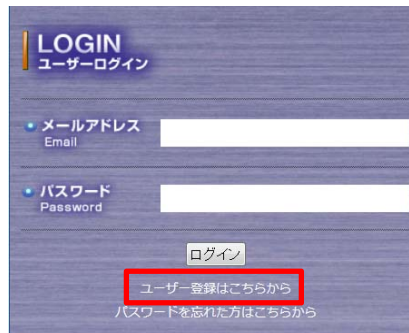 LOGIN
ユーザーログイン
メールアドレス
Email
パスワード
Password
ログイン
ユーザー登録はこちらから
パスワードを忘れた方はこちらから